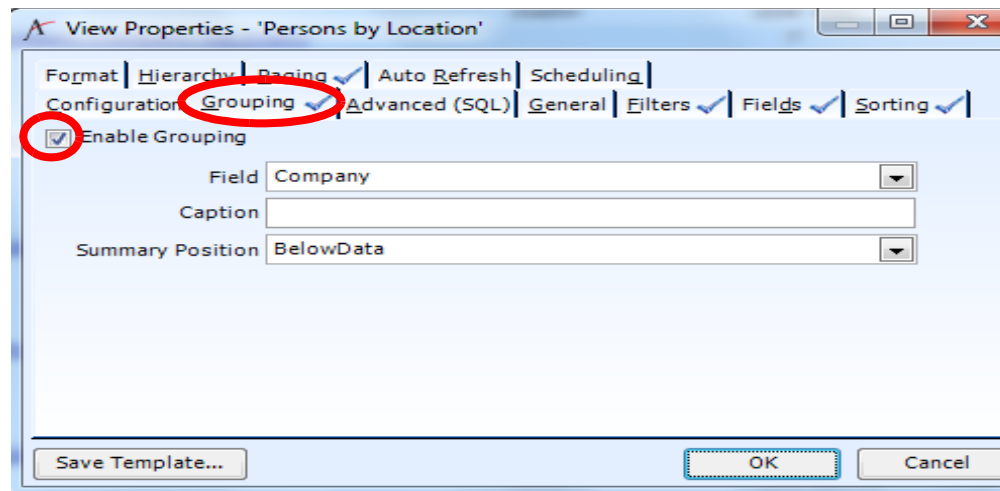 View Properties - 'Persons by Location'
Format Hierarchy Paging Auto Refresh Scheduling
Configuration Grouping Advanced (SQL) General Filters Fields Sorting
Enable Grouping
Field Company
Caption
Summary Position BelowData
Save Template... OK Cancel